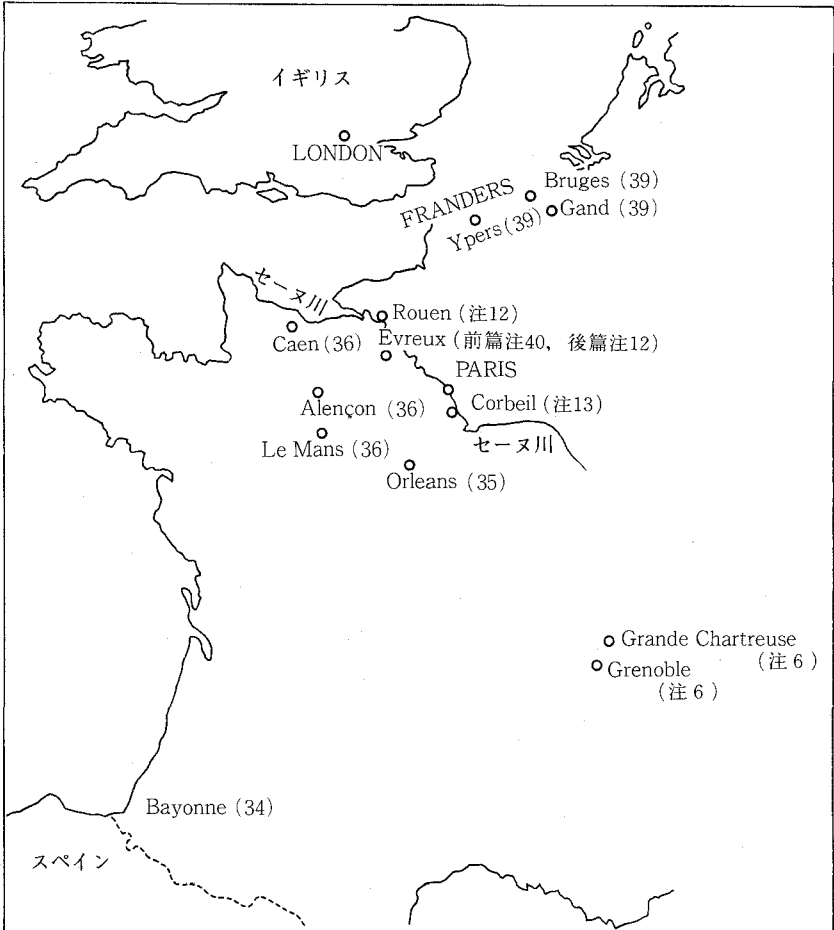 イギリス
LONDON
FRANDERS
Bruges (39)
Gand (39)
Ypers (39)
セーヌ川
Rouen (注12)
Caen (36)
Evreux (前篇注40, 後篇注12)
PARIS
Alençon (36)
Corbeil (注13)
Le Mans (36)
セーヌ川
Orleans (35)
Grande Chartreuse
(注6)
Grenoble
(注6)
Bayonne (34)
スペイン